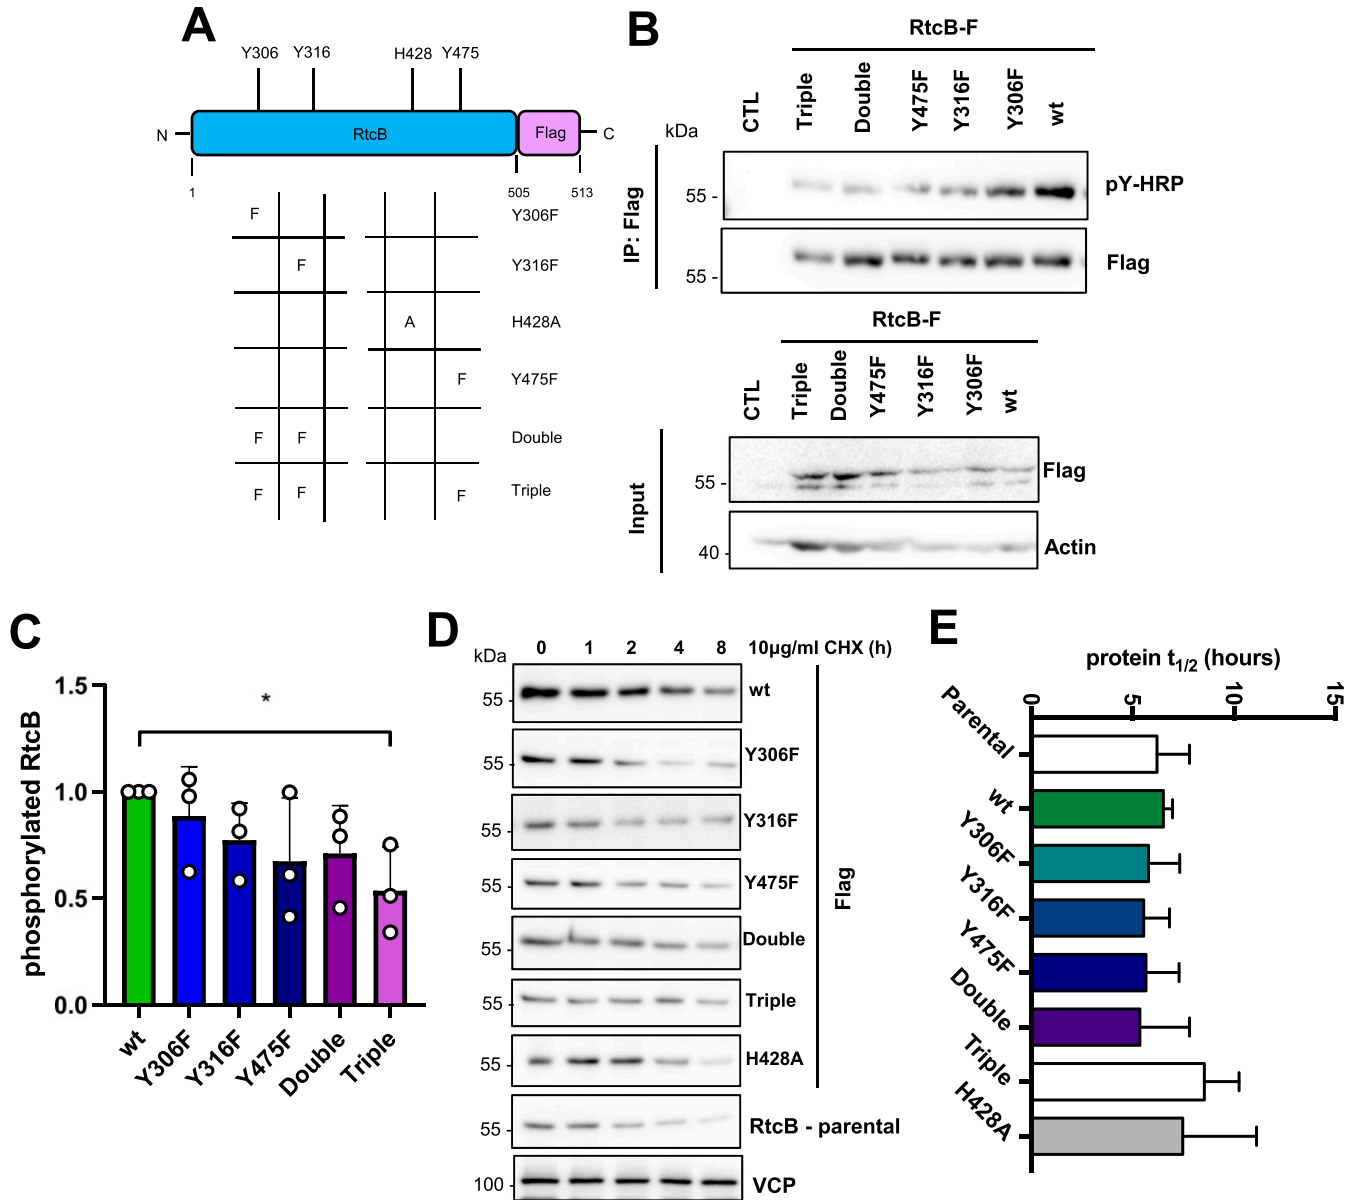 A
Y306 Y316 H428 Y475
N RtcB Flag C
1 505 513
F Y306F
F Y316F
A H428A
F Y475F
F F Double
F F F Triple
B
RtcB-F
kDa CTL Triple Double Y475F Y316F Y306F wt
IP: Flag
55 - pY-HRP
55 - Flag
RtcB-F
CTL Triple Double Y475F Y316F Y306F wt
Input
55 - Flag
40 - Actin
C
phosphorylated RtcB
1.5
1.0
0.5
0.0
*
wt Y306F Y316F Y475F Double Triple
D
kDa 0 1 2 4 8 10µg/ml CHX (h)
55 - wt
55 - Y306F
55 - Y316F
55 - Y475F
55 - Double
55 - Triple
55 - H428A
Flag
55 - RtcB - parental
100 - VCP
E
protein t1/2 (hours)
0 5 10 15
Parental
wt
Y306F
Y316F
Y475F
Double
Triple
H428A